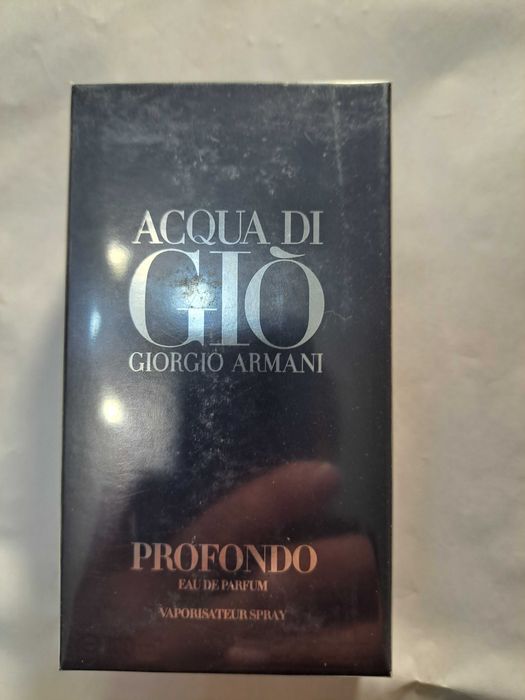 ACQUA DI
GIÒ
GIORGIO ARMANI
PROFONDO
EAU DE PARFUM
VAPORISATEUR SPRAY